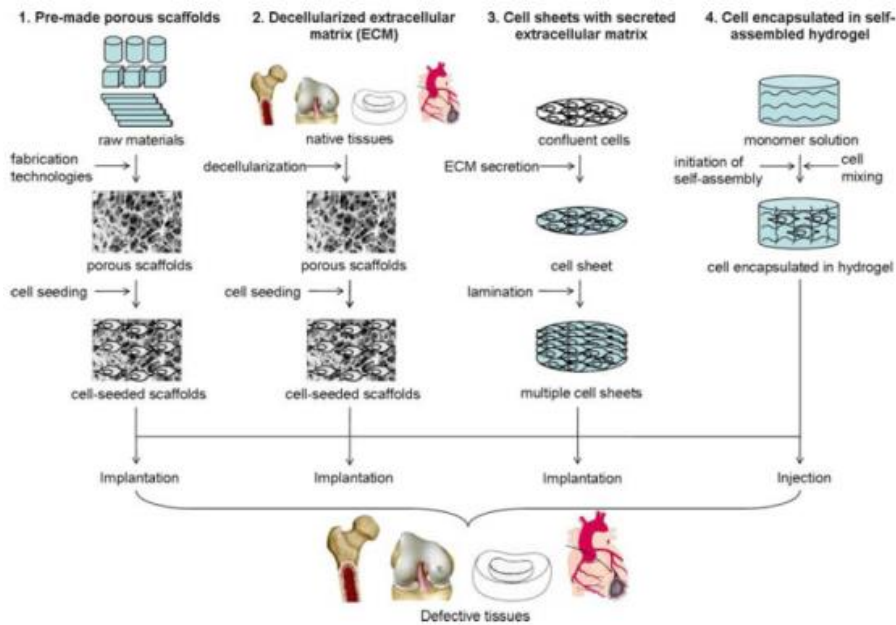 1. Pre-made porous scaffolds
2. Decellularized extracellular
matrix (ECM)
3. Cell sheets with secreted
extracellular matrix
4. Cell encapsulated in self-
assembled hydrogel
raw materials
native tissues
confluent cells
monomer solution
fabrication
technologies
decellularization
ECM secretion
initiation of
self-assembly
cell
mixing
porous scaffolds
porous scaffolds
cell sheet
cell encapsulated in hydrogel
cell seeding
cell seeding
lamination
cell-seeded scaffolds
cell-seeded scaffolds
multiple cell sheets
Implantation
Implantation
Implantation
Injection
Defective tissues